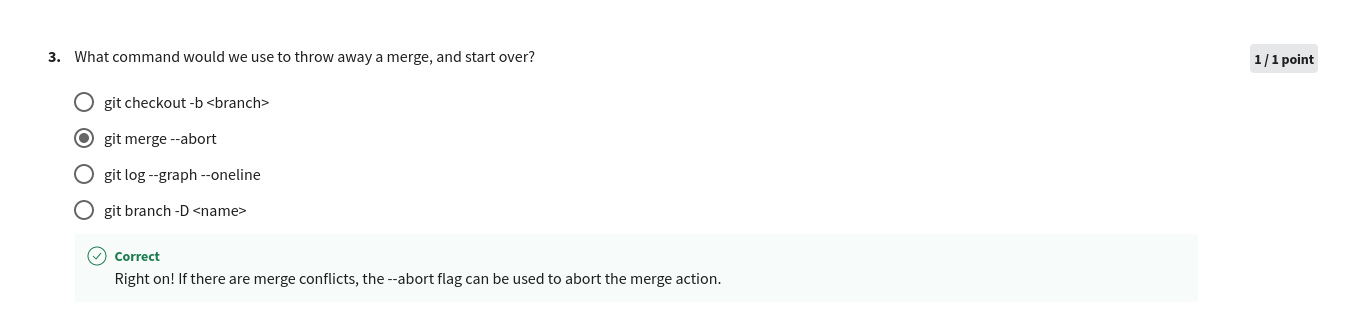 3. What command would we use to throw away a merge, and start over?
1 / 1 point
git checkout -b <branch>
git merge --abort
git log --graph --oneline
git branch -D <name>
Correct
Right on! If there are merge conflicts, the --abort flag can be used to abort the merge action.